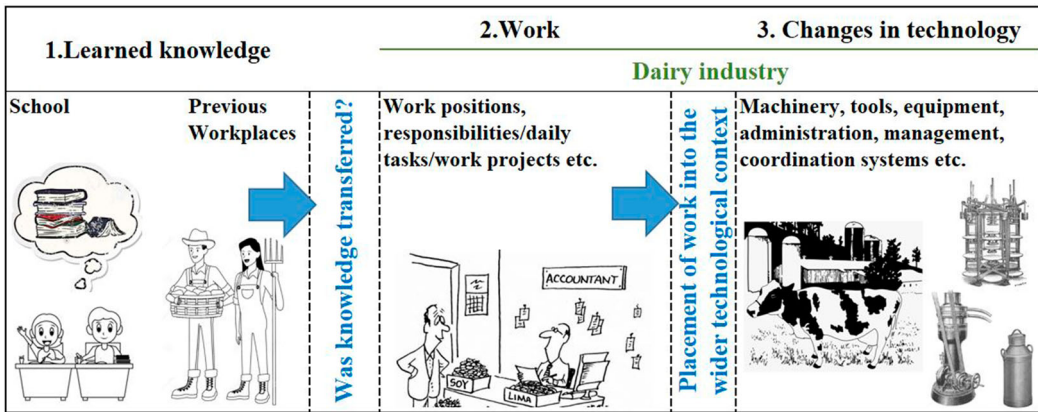 1.Learned knowledge
2.Work
3. Changes in technology
Dairy industry
School
Previous
Workplaces
Was knowledge transferred?
Work positions,
responsibilities/daily
tasks/work projects etc.
Placement of work into the
wider technological context
Machinery, tools, equipment,
administration, management,
coordination systems etc.
ACCOUNTANT
SOY
LIMA